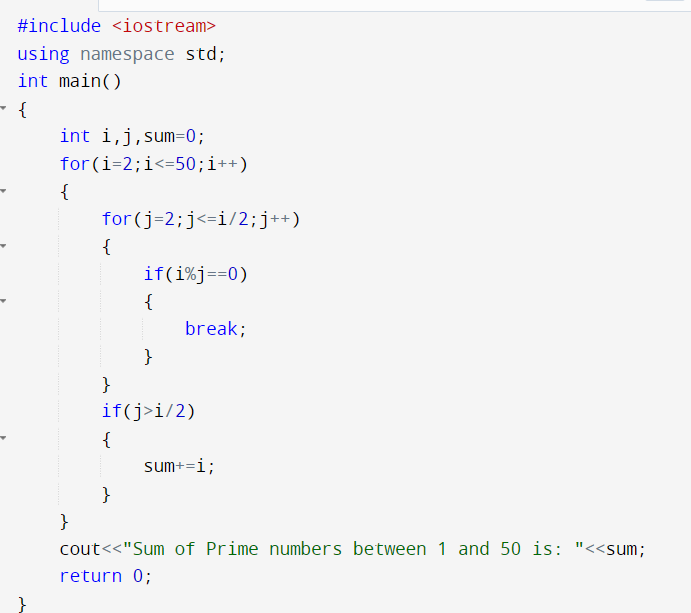 #include <iostream>
using namespace std;
int main()
{
    int i,j,sum=0;
    for(i=2;i<=50;i++)
    {
        for(j=2;j<=i/2;j++)
        {
            if(i%j==0)
            {
                break;
            }
        }
        if(j>i/2)
        {
            sum+=i;
        }
    }
    cout<<"Sum of Prime numbers between 1 and 50 is: "<<sum;
    return 0;
}